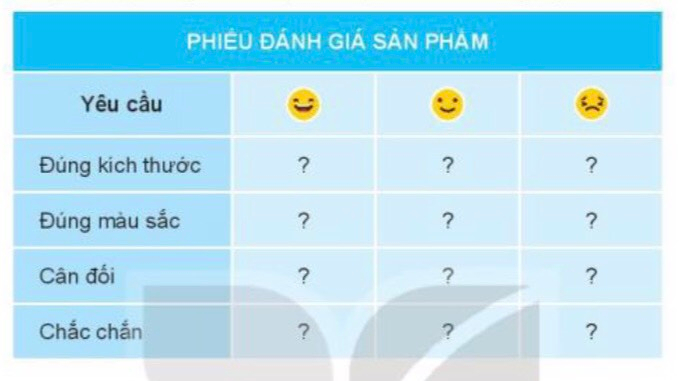 PHIẾU ĐÁNH GIÁ SẢN PHẨM
Yêu cầu
Đúng kích thước ? ? ?
Đúng màu sắc ? ? ?
Cân đối ? ? ?
Chắc chắn ? ? ?